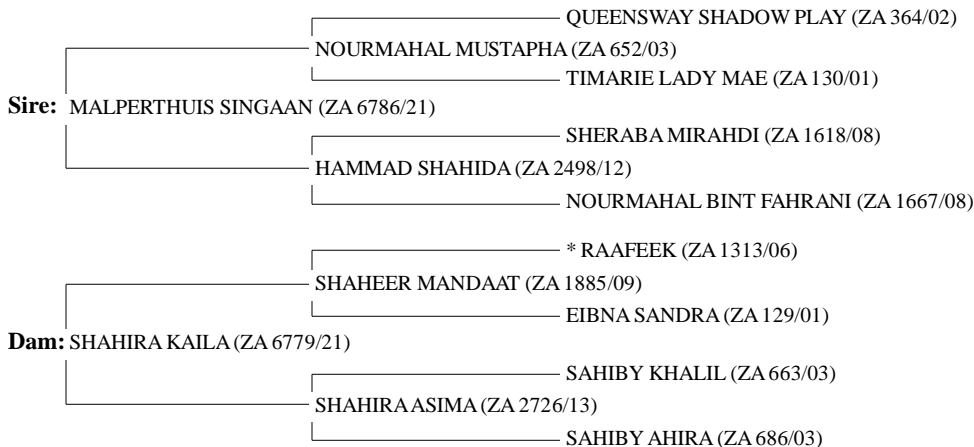 QUEENSWAY SHADOW PLAY (ZA 364/02)
NOURMAHAL MUSTAPHA (ZA 652/03)
TIMARIE LADY MAE (ZA 130/01)
Sire: MALPERTHUIS SINGAAN (ZA 6786/21)
SHERABA MIRAHDI (ZA 1618/08)
HAMMAD SHAHIDA (ZA 2498/12)
NOURMAHAL BINT FAHRANI (ZA 1667/08)
* RAAFEEK (ZA 1313/06)
SHAHEER MANDAAT (ZA 1885/09)
EIBNA SANDRA (ZA 129/01)
Dam: SHAHIRA KAILA (ZA 6779/21)
SAHIBY KHALIL (ZA 663/03)
SHAHIRA ASIMA (ZA 2726/13)
SAHIBY AHIRA (ZA 686/03)